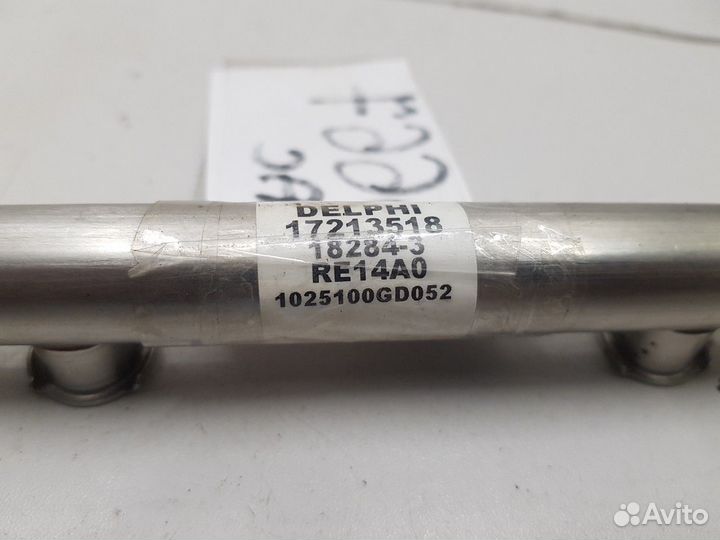 DELPHI
17213518
18284-3
RE14A0
1025100GD052
Avito